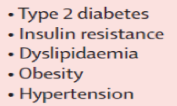 • Type 2 diabetes
• Insulin resistance
• Dyslipidaemia
• Obesity
• Hypertension